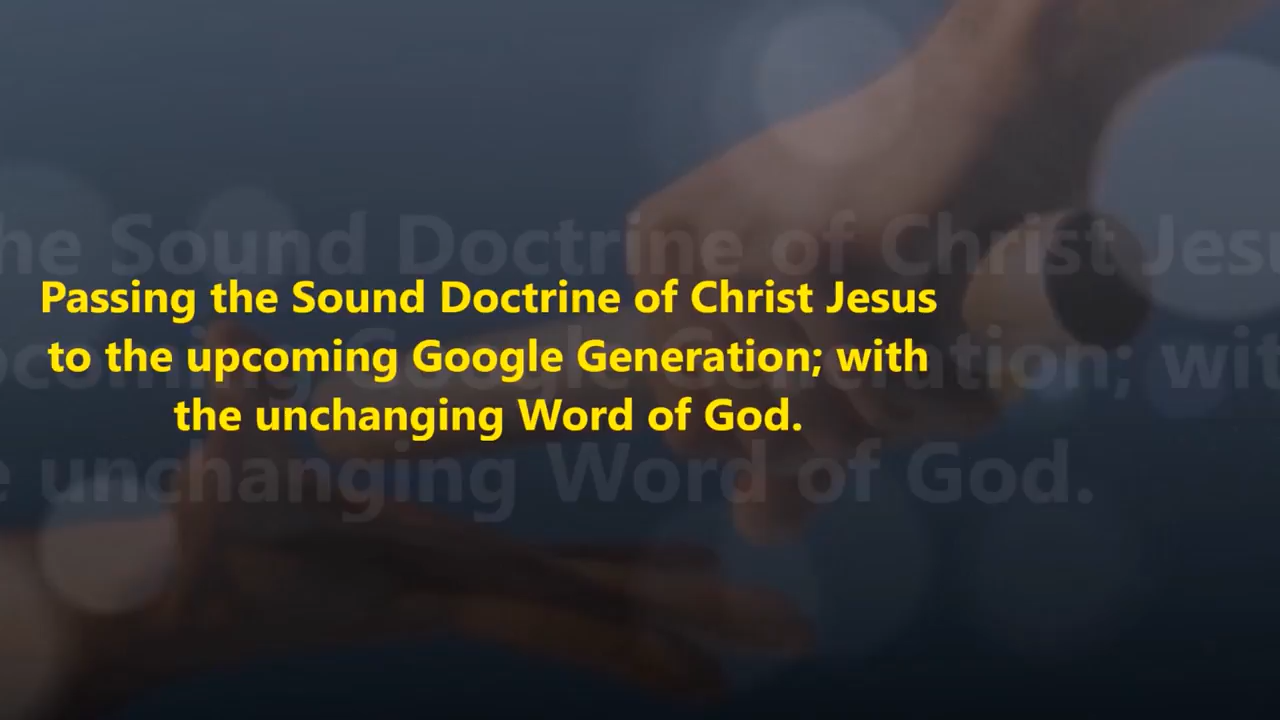 Passing the Sound Doctrine of Christ Jesus
to the upcoming Google Generation; with
the unchanging Word of God.